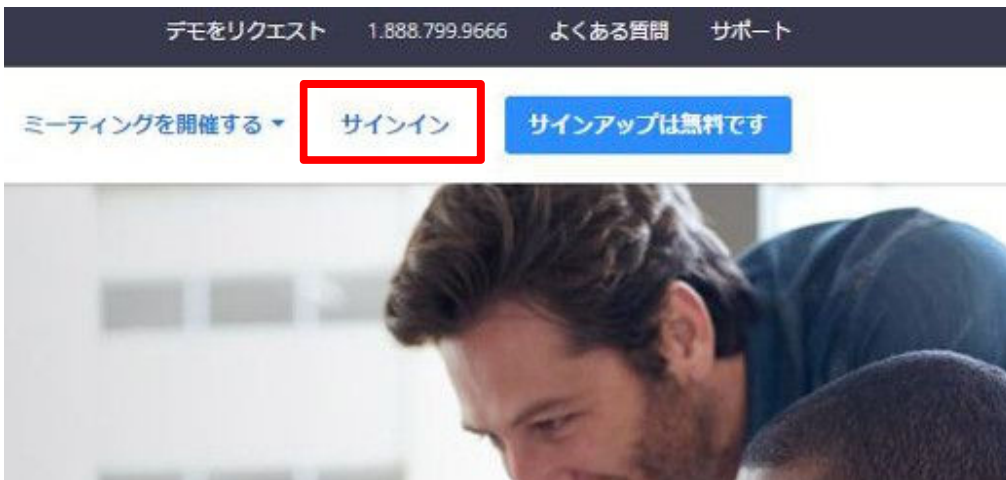 デモをリクエスト 1.888.799.9666 よくある質問 サポート
ミーティングを開催する サインイン サインアップは無料です